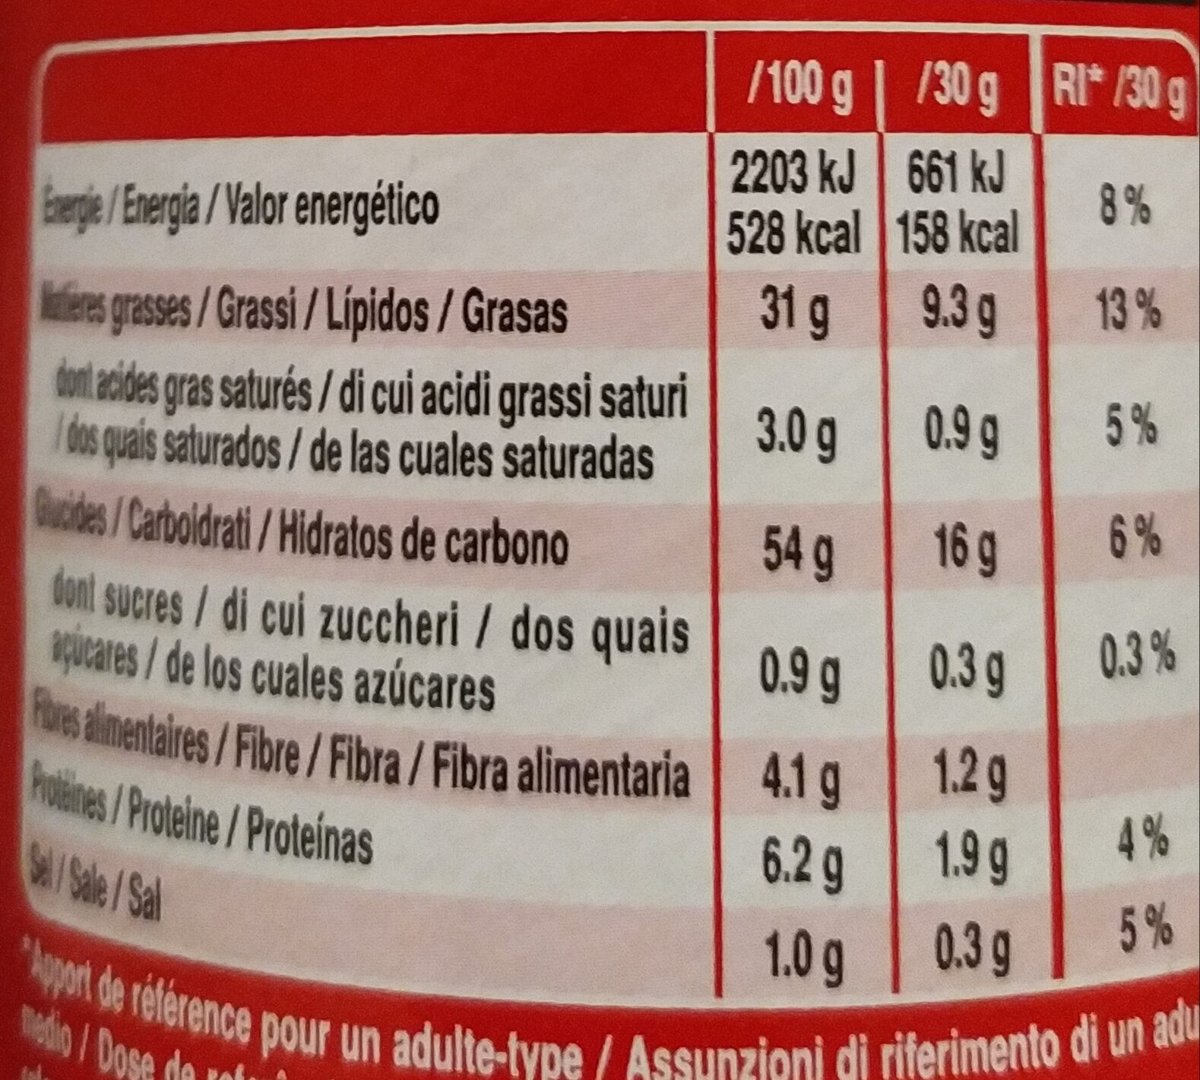 /100 g | /30 g RI* /30 g
Énergie / Energia / Valor energético 2203 kJ 661 kJ 8 %
528 kcal 158 kcal
Matières grasses / Grassi / Lípidos / Grasas 31 g 9.3 g 13 %
dont acides gras saturés / di cui acidi grassi saturi
/ dos quais saturados / de las cuales saturadas 3.0 g 0.9 g 5 %
Glucides / Carboidrati / Hidratos de carbono 54 g 16 g 6 %
dont sucres / di cui zuccheri / dos quais
açúcares / de los cuales azúcares 0.9 g 0.3 g 0.3 %
Fibres alimentaires / Fibre / Fibra / Fibra alimentaria 4.1 g 1.2 g
Protéines / Proteine / Proteínas 6.2 g 1.9 g 4 %
Sel / Sale / Sal 1.0 g 0.3 g 5 %
*Apport de référence pour un adulte-type / Assunzioni di riferimento di un adu
medio / Dose de